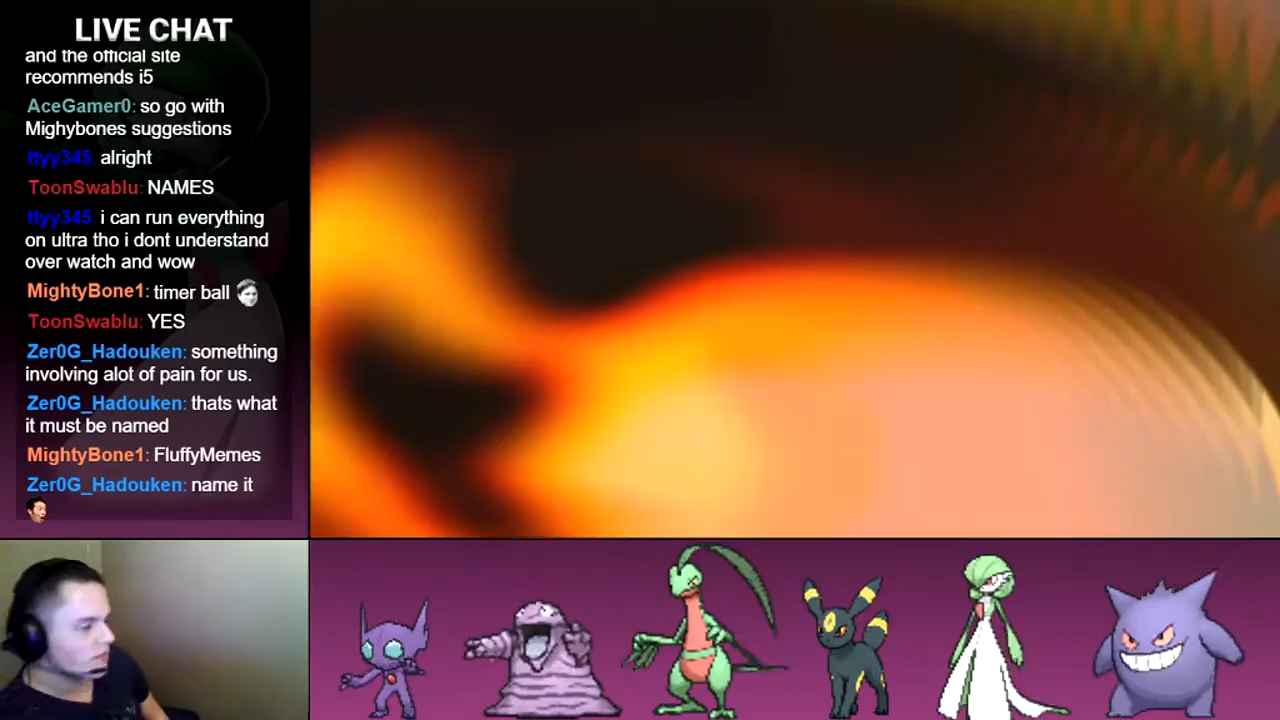 LIVE CHAT
and the official site
recommends i5
AceGamer0: so go with
Mighybones suggestions
ttyy345: alright
ToonSwablu: NAMES
ttyy345: i can run everything
on ultra tho i dont understand
over watch and wow
MightyBone1: timer ball
ToonSwablu: YES
Zer0G_Hadouken: something
involving alot of pain for us.
Zer0G_Hadouken: thats what
it must be named
MightyBone1: FluffyMemes
Zer0G_Hadouken: name it